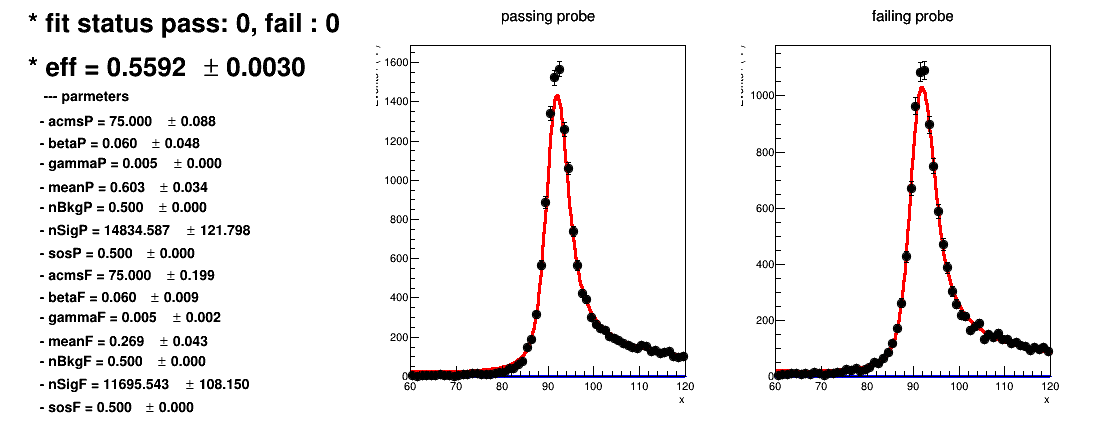 * fit status pass: 0, fail : 0
* eff = 0.5592 ± 0.0030
--- parmeters
- acmsP = 75.000 ± 0.088
- betaP = 0.060 ± 0.048
- gammaP = 0.005 ± 0.000
- meanP = 0.603 ± 0.034
- nBkgP = 0.500 ± 0.000
- nSigP = 14834.587 ± 121.798
- sosP = 0.500 ± 0.000
- acmsF = 75.000 ± 0.199
- betaF = 0.060 ± 0.009
- gammaF = 0.005 ± 0.002
- meanF = 0.269 ± 0.043
- nBkgF = 0.500 ± 0.000
- nSigF = 11695.543 ± 108.150
- sosF = 0.500 ± 0.000
passing probe
1600
1400
1200
1000
800
600
400
200
0
60 70 80 90 100 110 120
x
failing probe
1000
800
600
400
200
0
60 70 80 90 100 110 120
x